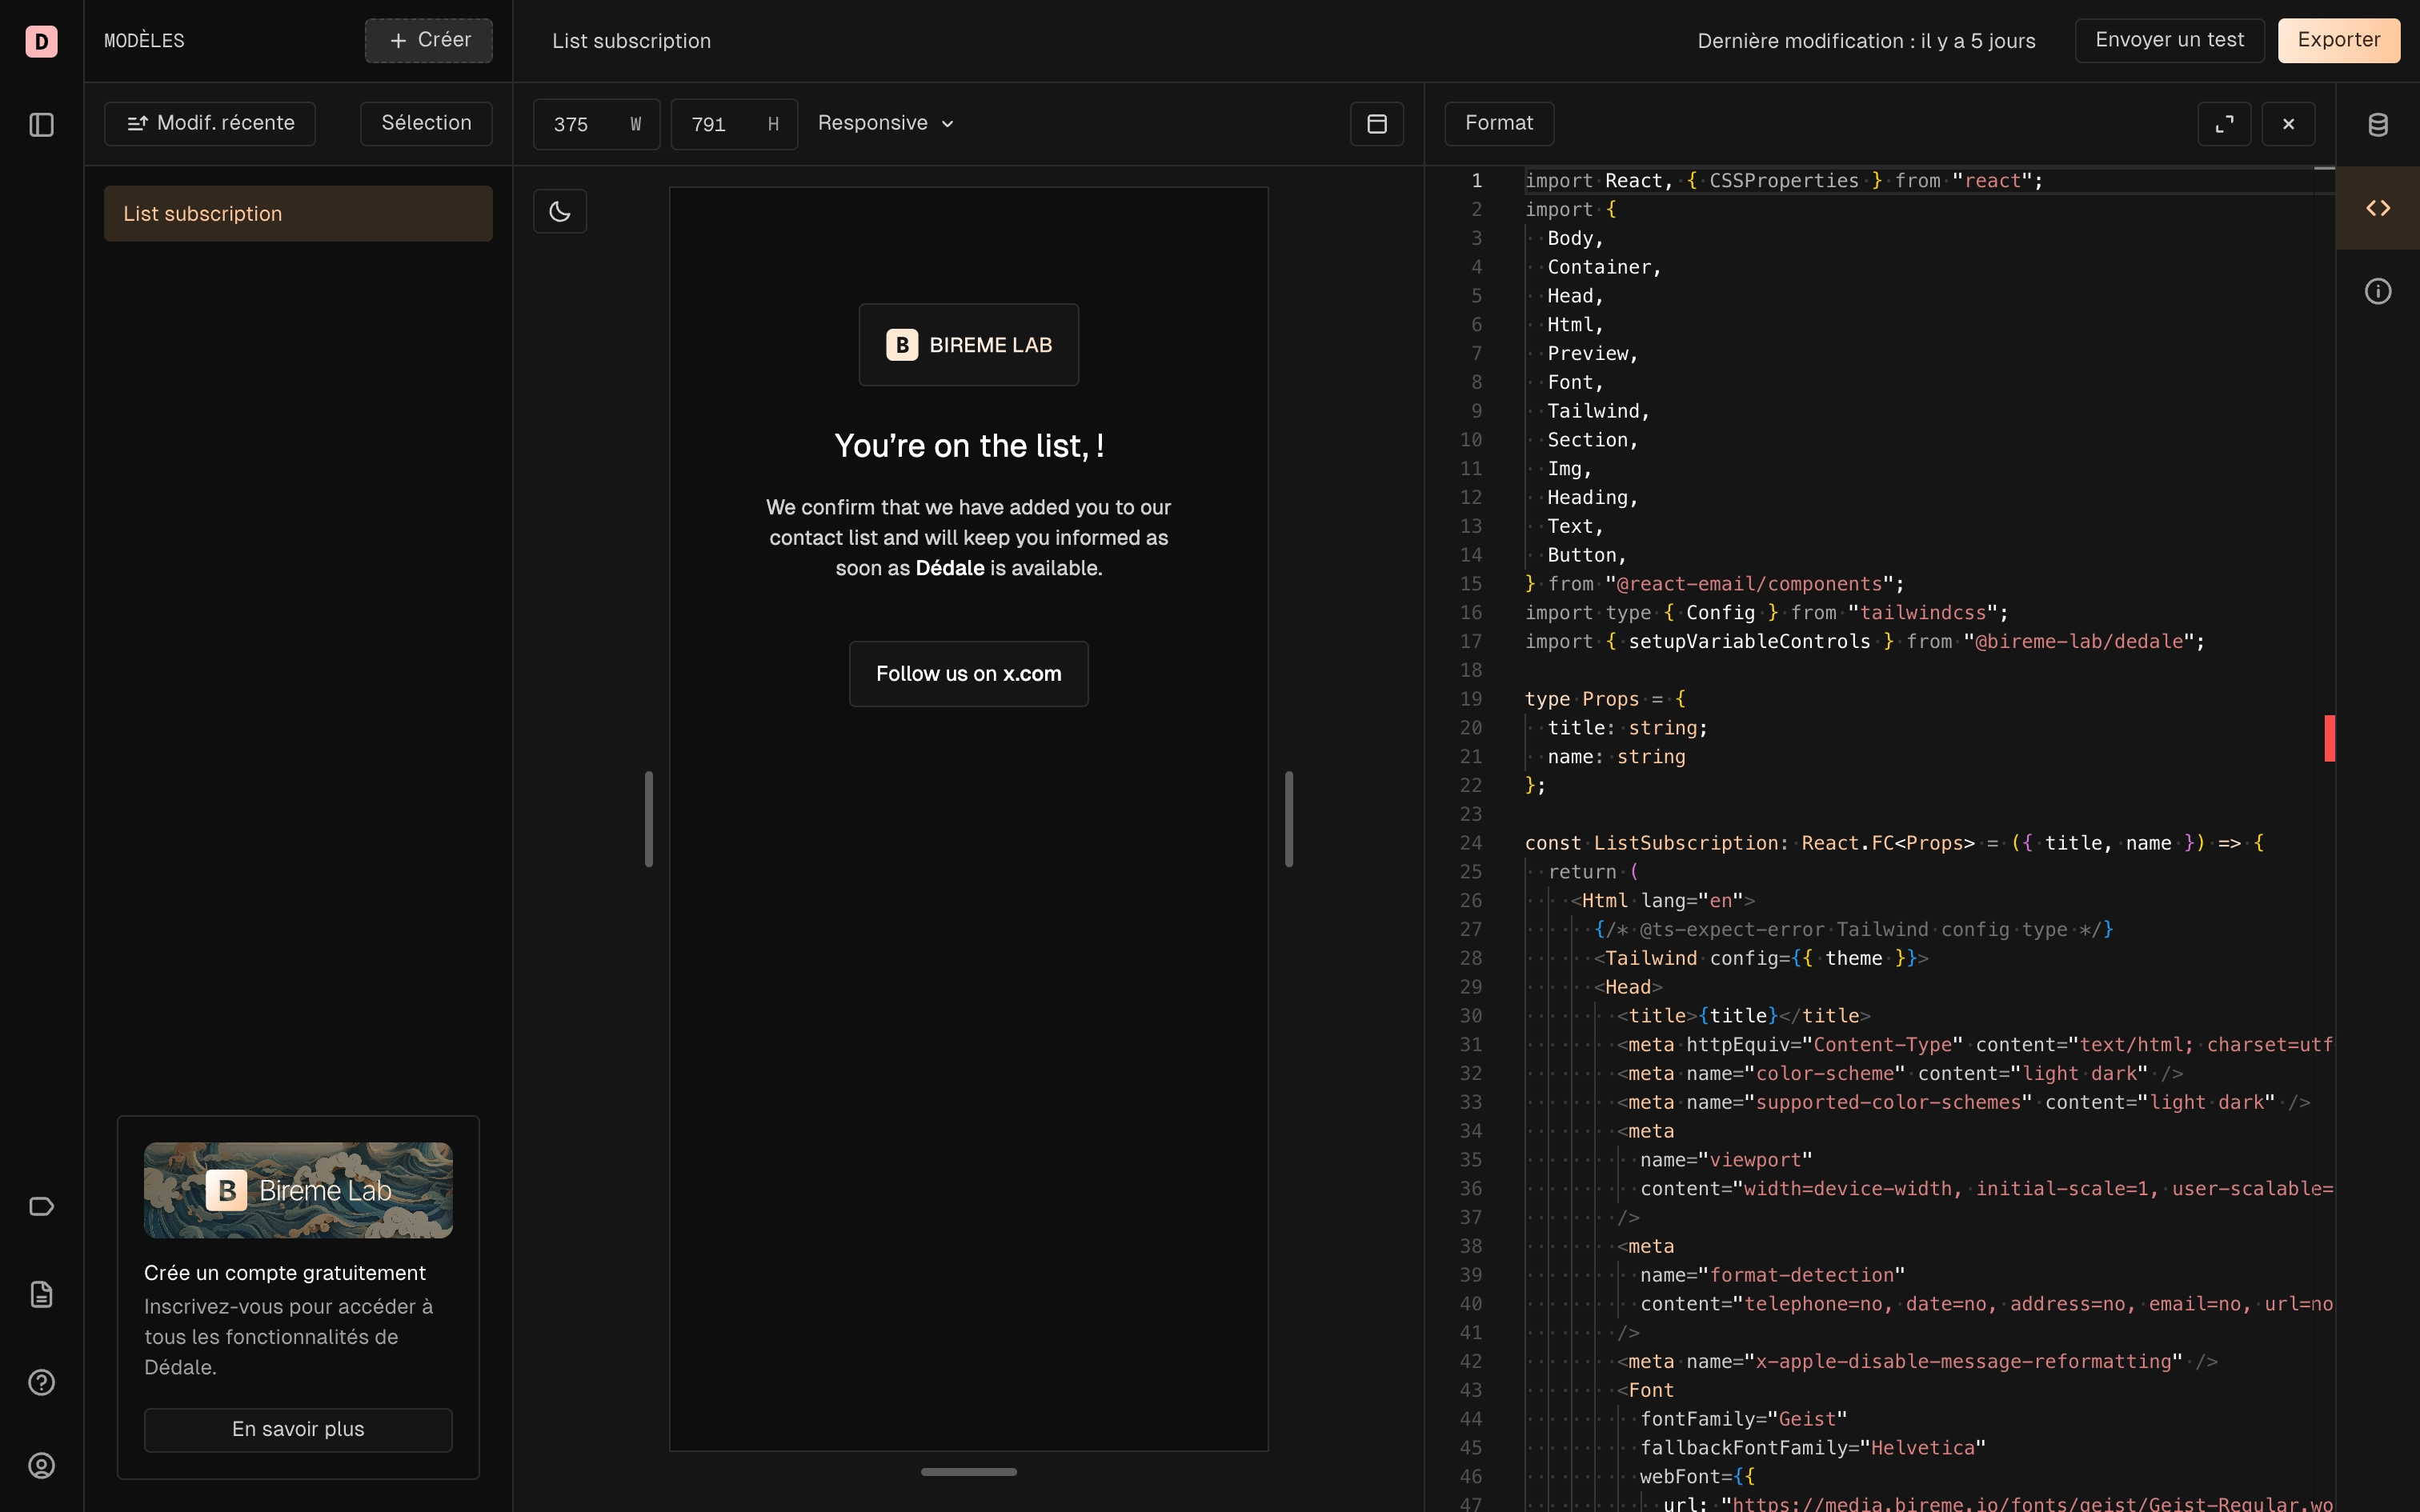 D
MODÈLES
Créer
List subscription
Dernière modification : il y a 5 jours
Envoyer un test
Exporter
Modif. récente
Sélection
375 W
791 H
Responsive
Format
List subscription
B BIREME LAB
You’re on the list, !
We confirm that we have added you to our
contact list and will keep you informed as
soon as Dédale is available.
Follow us on x.com
B Bireme Lab
Crée un compte gratuitement
Inscrivez-vous pour accéder à
tous les fonctionnalités de
Dédale.
En savoir plus
1 import React, { CSSProperties } from "react";
2 import {
3 Body,
4 Container,
5 Head,
6 Html,
7 Preview,
8 Font,
9 Tailwind,
10 Section,
11 Img,
12 Heading,
13 Text,
14 Button,
15 } from "@react-email/components";
16 import type { Config } from "tailwindcss";
17 import { setupVariableControls } from "@bireme-lab/dedale";
18
19 type Props = {
20 title: string;
21 name: string
22 };
23
24 const ListSubscription: React.FC<Props> = ({ title, name }) => {
25 return (
26 <Html lang="en">
27 {/* @ts-expect-error Tailwind config type */}
28 <Tailwind config={{ theme }}>
29 <Head>
30 <title>{title}</title>
31 <meta httpEquiv="Content-Type" content="text/html; charset=utf
32 <meta name="color-scheme" content="light dark" />
33 <meta name="supported-color-schemes" content="light dark" />
34 <meta
35 name="viewport"
36 content="width=device-width, initial-scale=1, user-scalable=
37 />
38 <meta
39 name="format-detection"
40 content="telephone=no, date=no, address=no, email=no, url=no
41 />
42 <meta name="x-apple-disable-message-reformatting" />
43 <Font
44 fontFamily="Geist"
45 fallbackFontFamily="Helvetica"
46 webFont={{
47 url: "https://media.bireme.io/fonts/geist/Geist-Regular.wo